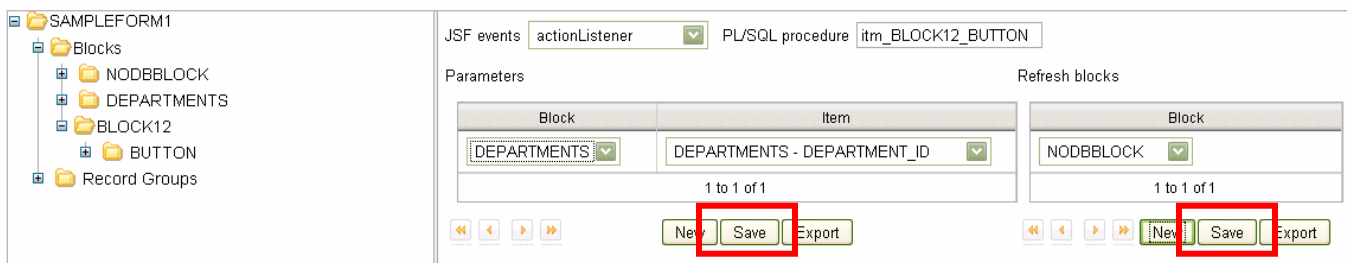 SAMPLEFORM1
Blocks
NODBBLOCK
DEPARTMENTS
BLOCK12
BUTTON
Record Groups
JSF events actionListener PL/SQL procedure itm_BLOCK12_BUTTON
Parameters Refresh blocks
Block Item Block
DEPARTMENTS DEPARTMENTS - DEPARTMENT_ID NODBBLOCK
1 to 1 of 1 1 to 1 of 1
New Save Export New Save Export